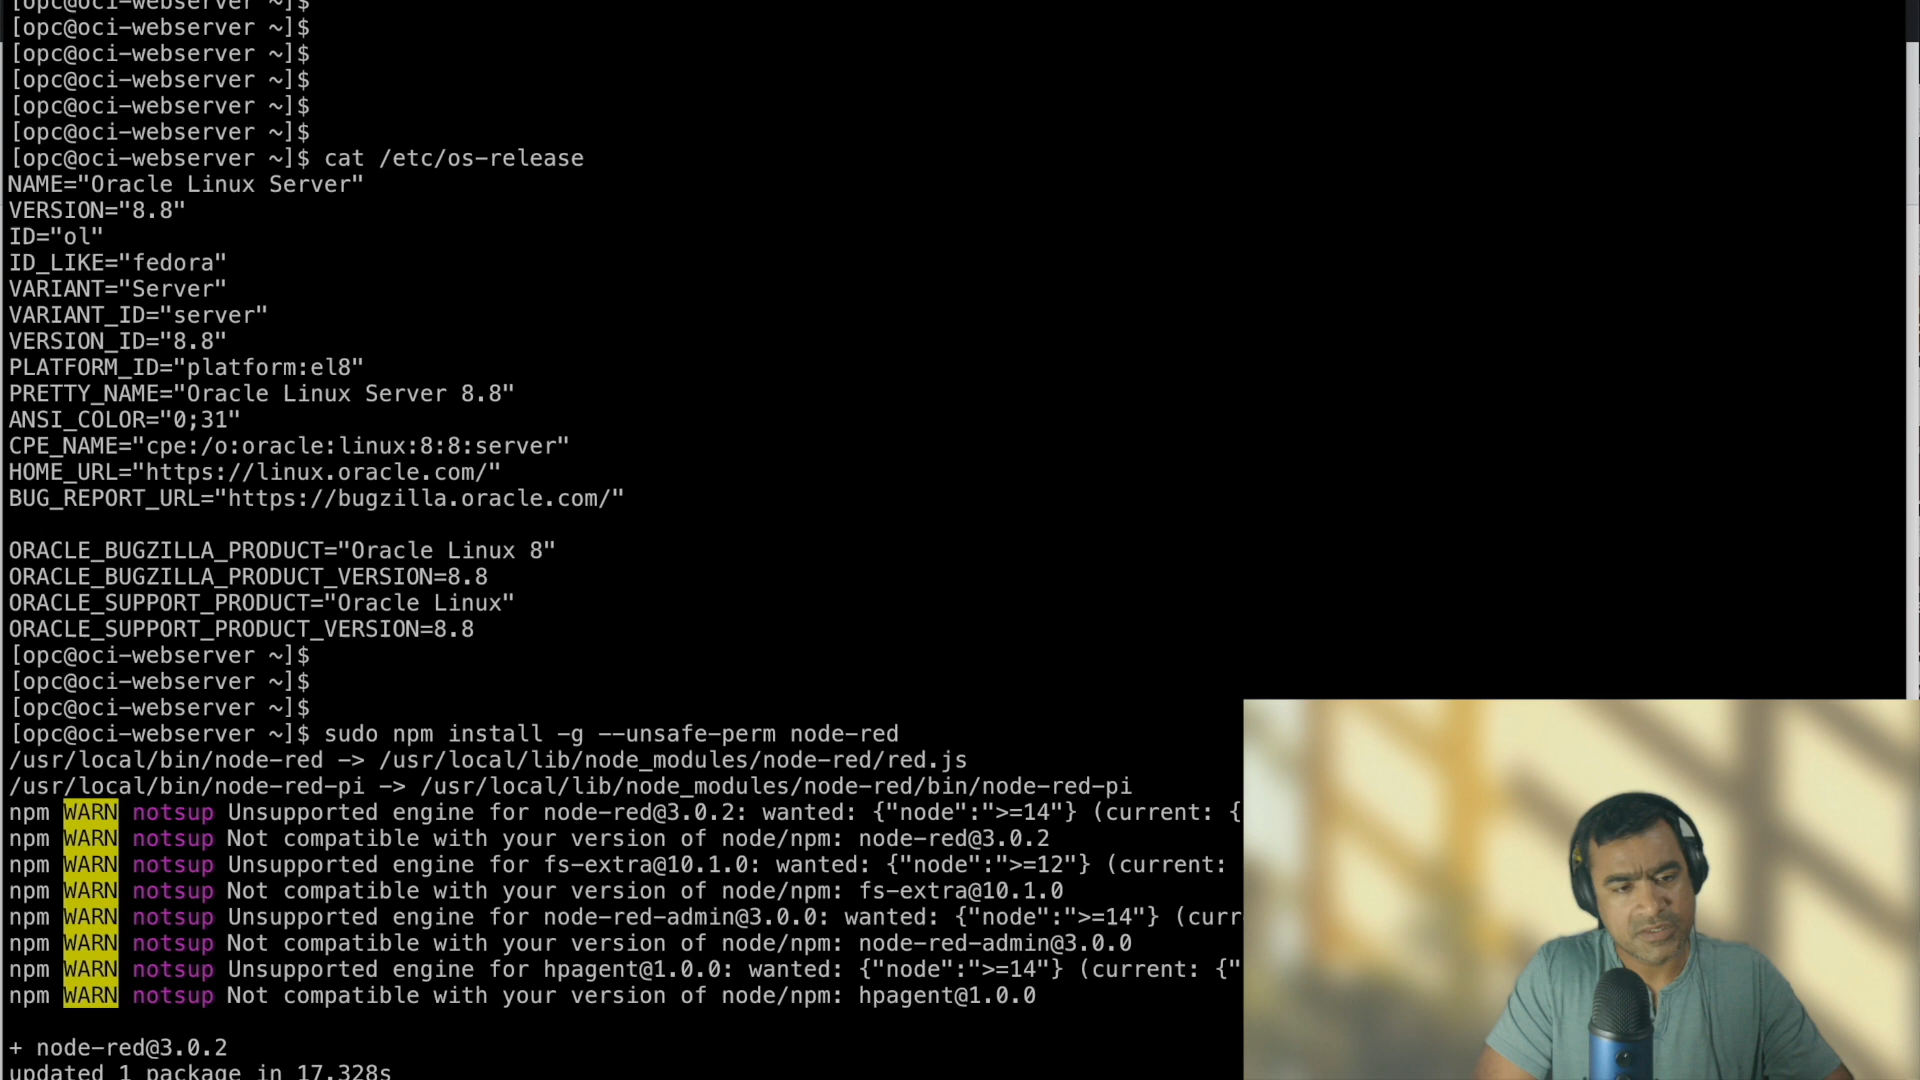 [opc@oci-webserver ~]$
[opc@oci-webserver ~]$
[opc@oci-webserver ~]$
[opc@oci-webserver ~]$
[opc@oci-webserver ~]$
[opc@oci-webserver ~]$
[opc@oci-webserver ~]$ cat /etc/os-release
NAME="Oracle Linux Server"
VERSION="8.8"
ID="ol"
ID_LIKE="fedora"
VARIANT="Server"
VARIANT_ID="server"
VERSION_ID="8.8"
PLATFORM_ID="platform:el8"
PRETTY_NAME="Oracle Linux Server 8.8"
ANSI_COLOR="0;31"
CPE_NAME="cpe:/o:oracle:linux:8:8:server"
HOME_URL="https://linux.oracle.com/"
BUG_REPORT_URL="https://bugzilla.oracle.com/"
ORACLE_BUGZILLA_PRODUCT="Oracle Linux 8"
ORACLE_BUGZILLA_PRODUCT_VERSION=8.8
ORACLE_SUPPORT_PRODUCT="Oracle Linux"
ORACLE_SUPPORT_PRODUCT_VERSION=8.8
[opc@oci-webserver ~]$
[opc@oci-webserver ~]$
[opc@oci-webserver ~]$
[opc@oci-webserver ~]$ sudo npm install -g --unsafe-perm node-red
/usr/local/bin/node-red -> /usr/local/lib/node_modules/node-red/red.js
/usr/local/bin/node-red-pi -> /usr/local/lib/node_modules/node-red/bin/node-red-pi
npm WARN notsup Unsupported engine for node-red@3.0.2: wanted: {"node":">=14"} (current: {
npm WARN notsup Not compatible with your version of node/npm: node-red@3.0.2
npm WARN notsup Unsupported engine for fs-extra@10.1.0: wanted: {"node":">=12"} (current:
npm WARN notsup Not compatible with your version of node/npm: fs-extra@10.1.0
npm WARN notsup Unsupported engine for node-red-admin@3.0.0: wanted: {"node":">=14"} (curr
npm WARN notsup Not compatible with your version of node/npm: node-red-admin@3.0.0
npm WARN notsup Unsupported engine for hpagent@1.0.0: wanted: {"node":">=14"} (current: {"
npm WARN notsup Not compatible with your version of node/npm: hpagent@1.0.0
+ node-red@3.0.2
updated 1 package in 17.328s